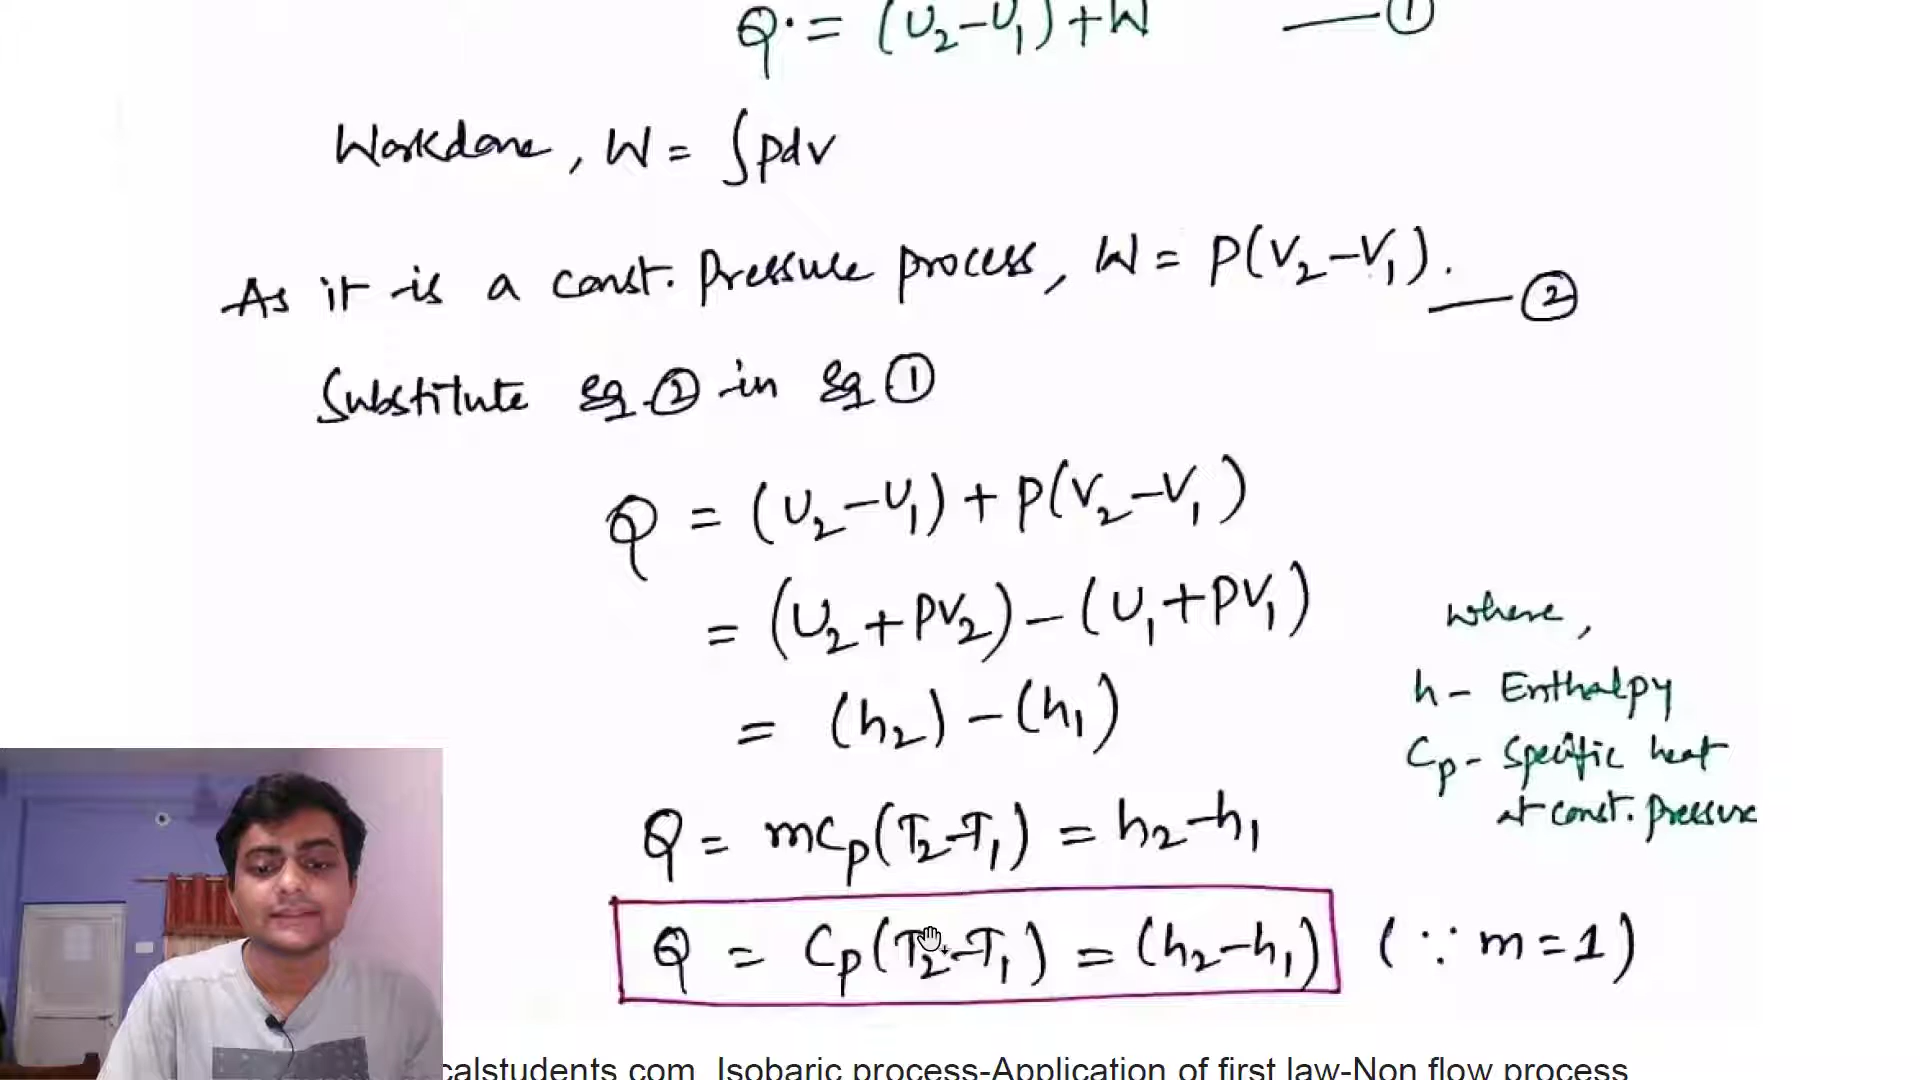 Q = (U₂-U₁)+W —①
Workdone, W = ∫pdv
As it is a const. pressure process, W = P(V₂-V₁). —②
Substitute Eq ② in Eq ①
Q = (U₂-U₁)+P(V₂-V₁)
= (U₂+PV₂)-(U₁+PV₁)
= (h₂)-(h₁)
Q = mCp(T₂-T₁) = h₂-h₁
Q = Cp(T₂-T₁) = (h₂-h₁) (∵ m=1)
where,
h - Enthalpy
Cp - Specific heat
at const. pressure
calstudents.com Isobaric process-Application of first law-Non flow process